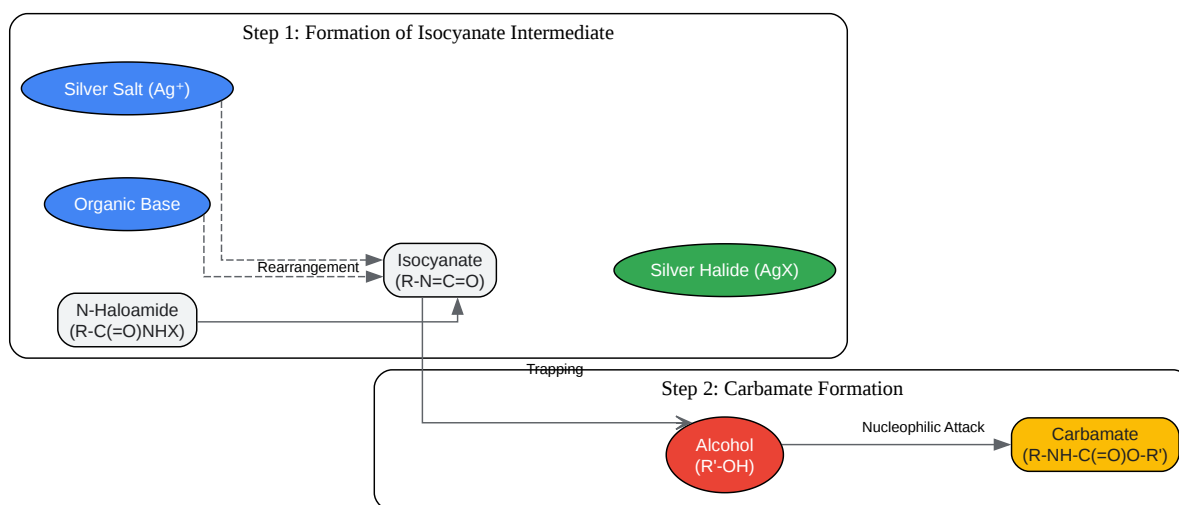 Step 1: Formation of Isocyanate Intermediate
Silver Salt (Ag⁺)
Organic Base
Rearrangement
Isocyanate
(R-N=C=O)
Silver Halide (AgX)
N-Haloamide
(R-C(=O)NHX)
Trapping
Step 2: Carbamate Formation
Alcohol
(R'-OH)
Nucleophilic Attack
Carbamate
(R-NH-C(=O)O-R')